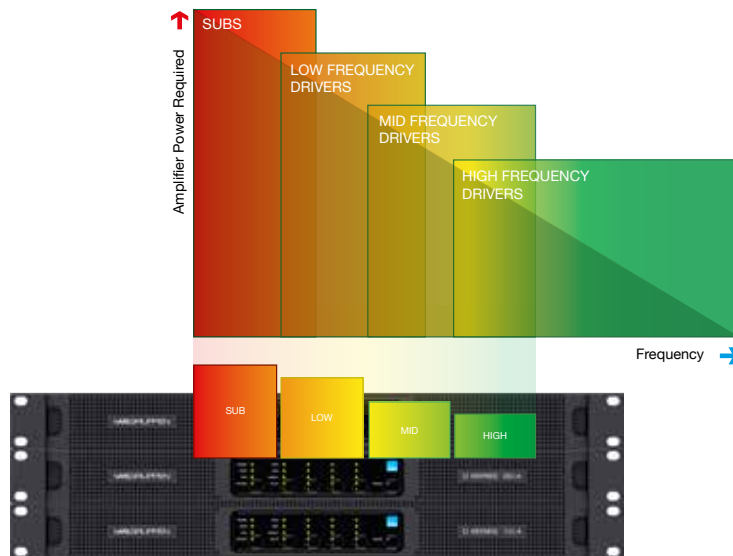 SUBS
LOW FREQUENCY
DRIVERS
MID FREQUENCY
DRIVERS
HIGH FREQUENCY
DRIVERS
Amplifier Power Required
Frequency
SUB
LOW
MID
HIGH